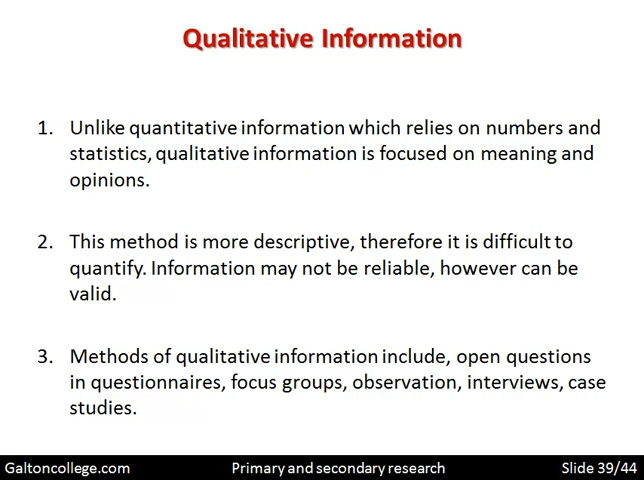 Qualitative Information
1. Unlike quantitative information which relies on numbers and
statistics, qualitative information is focused on meaning and
opinions.
2. This method is more descriptive, therefore it is difficult to
quantify. Information may not be reliable, however can be
valid.
3. Methods of qualitative information include, open questions
in questionnaires, focus groups, observation, interviews, case
studies.
Galtoncollege.com Primary and secondary research Slide 39/44